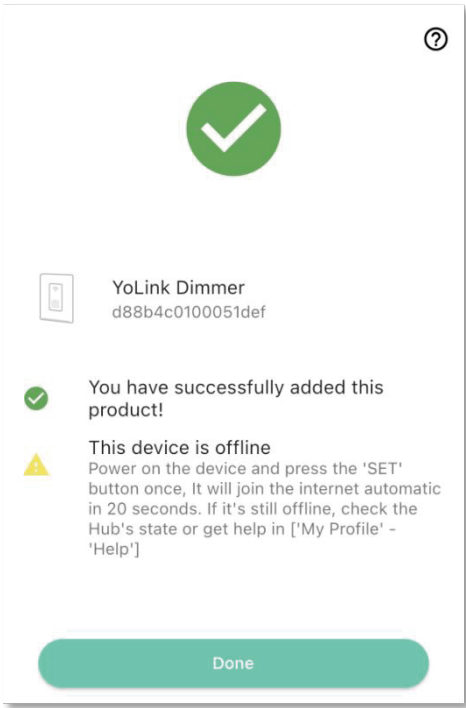 YoLink Dimmer
d88b4c0100051def
You have successfully added this
product!
This device is offline
Power on the device and press the 'SET'
button once, It will join the internet automatic
in 20 seconds. If it's still offline, check the
Hub's state or get help in ['My Profile' -
'Help']
Done